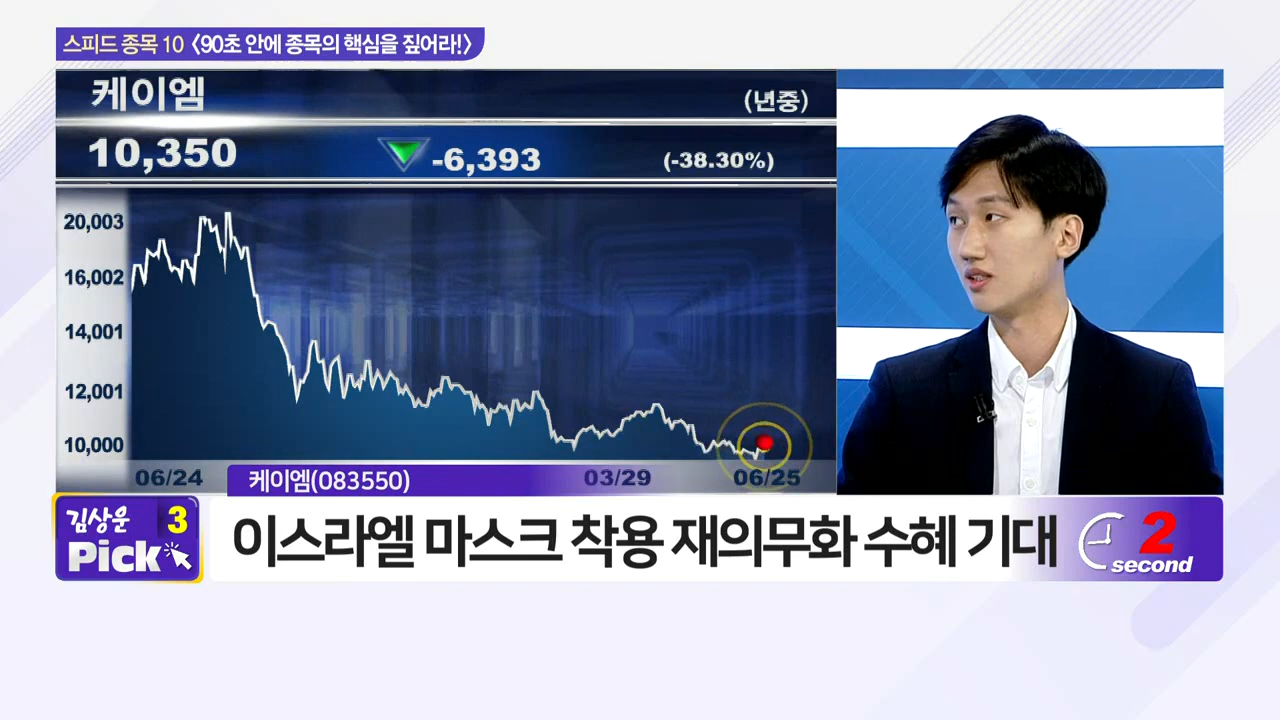 스피드 종목 10 <90초 안에 종목의 핵심을 짚어라!>
케이엠
(년중)
10,350
-6,393
(-38.30%)
20,003
16,002
14,001
12,001
10,000
06/24
03/29
06/25
케이엠(083550)
김상운 3
Pick
이스라엘 마스크 착용 재의무화 수혜 기대
2
second